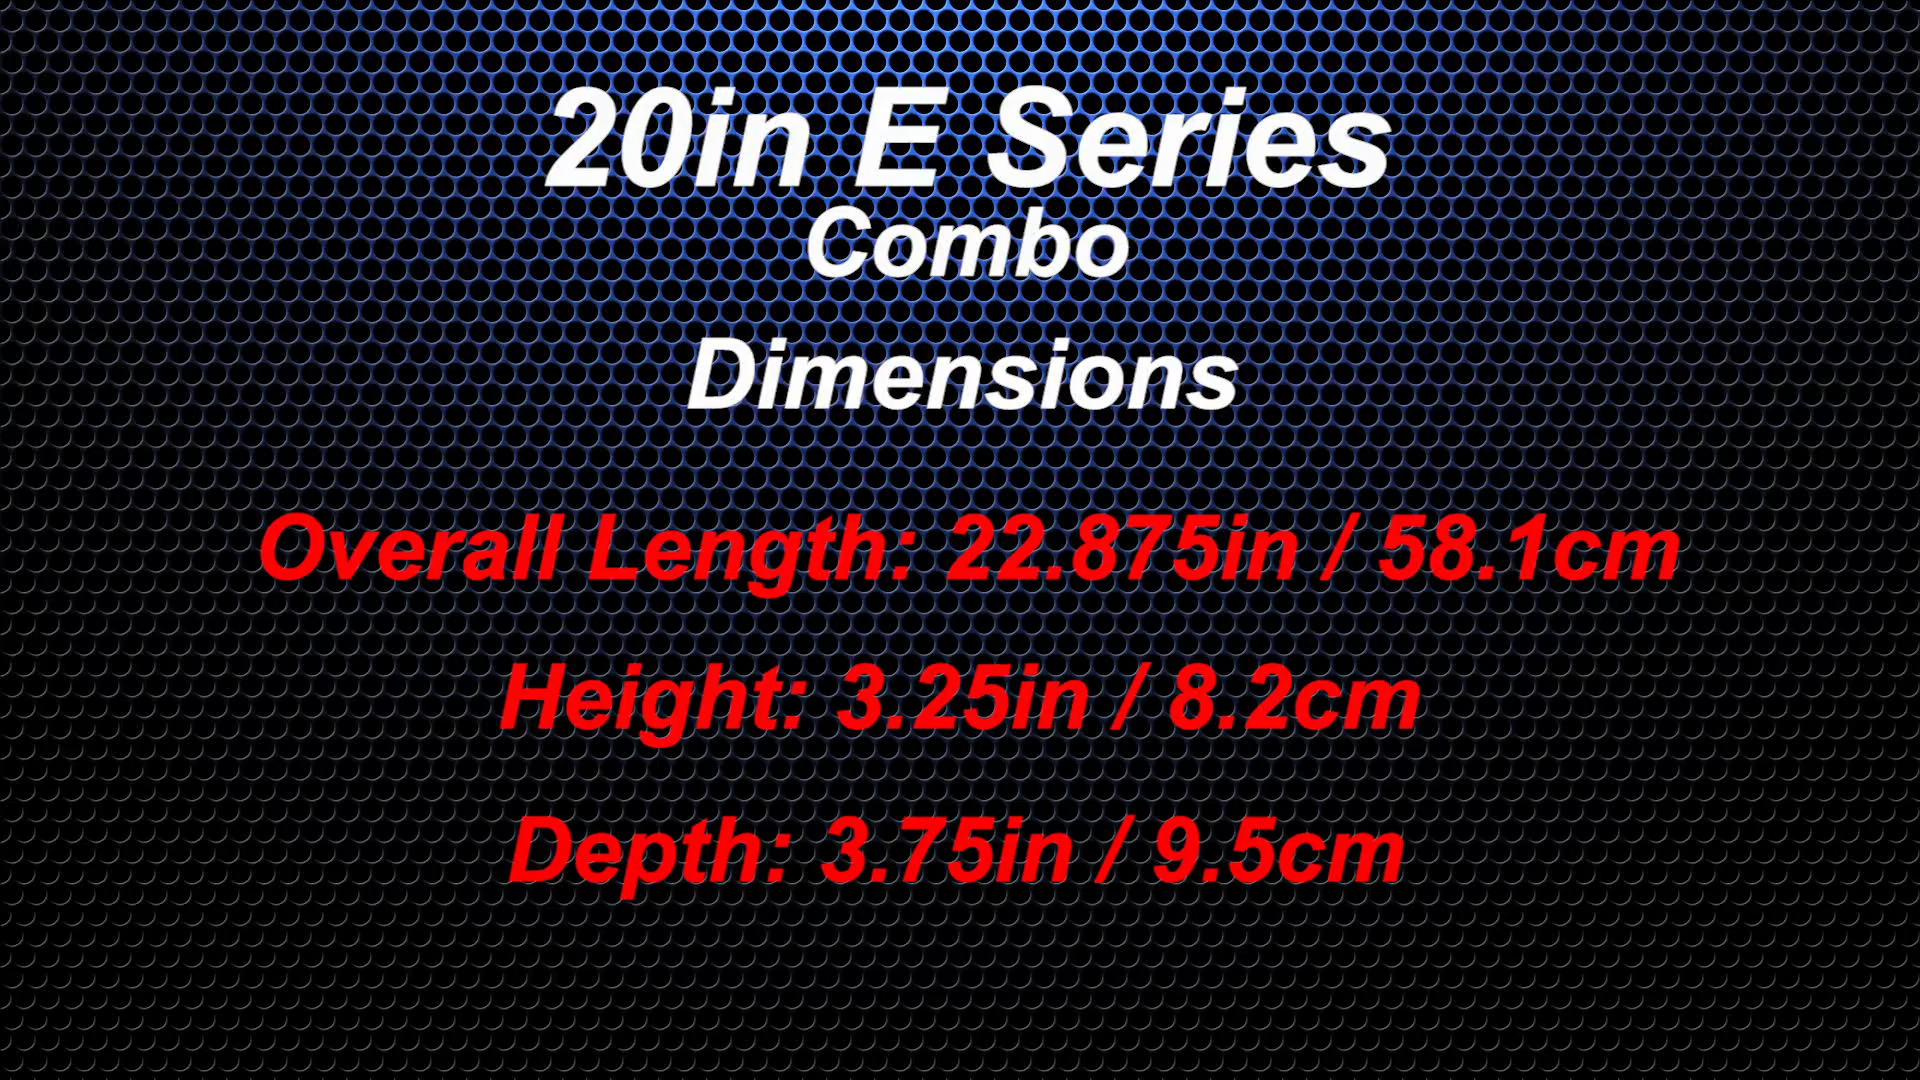 20in E Series
Combo
Dimensions
Overall Length: 22.875in / 58.1cm
Height: 3.25in / 8.2cm
Depth: 3.75in / 9.5cm